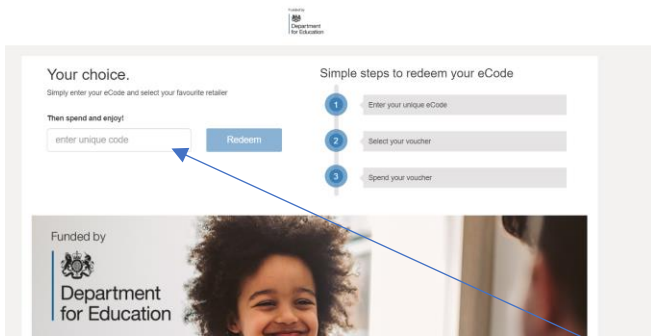 Funded by
Department
for Education
Your choice.
Simply enter your eCode and select your favourite retailer
Then spend and enjoy!
enter unique code
Redeem
Simple steps to redeem your eCode
1 Enter your unique eCode
2 Select your voucher
3 Spend your voucher
Funded by
Department
for Education